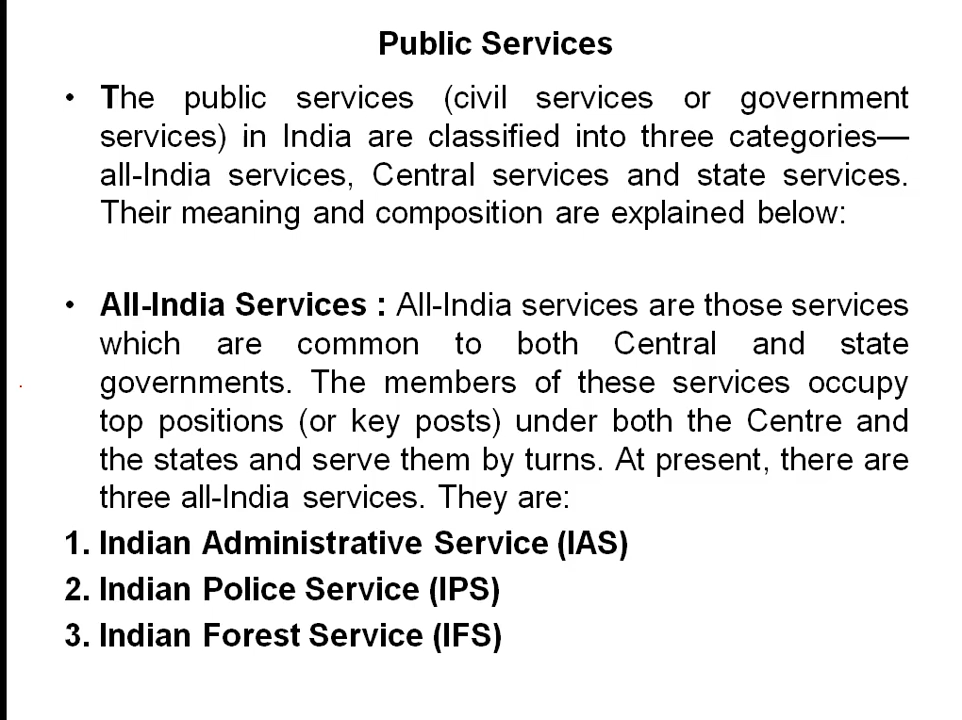 Public Services
• The public services (civil services or government
services) in India are classified into three categories—
all-India services, Central services and state services.
Their meaning and composition are explained below:
• All-India Services : All-India services are those services
which are common to both Central and state
governments. The members of these services occupy
top positions (or key posts) under both the Centre and
the states and serve them by turns. At present, there are
three all-India services. They are:
1. Indian Administrative Service (IAS)
2. Indian Police Service (IPS)
3. Indian Forest Service (IFS)